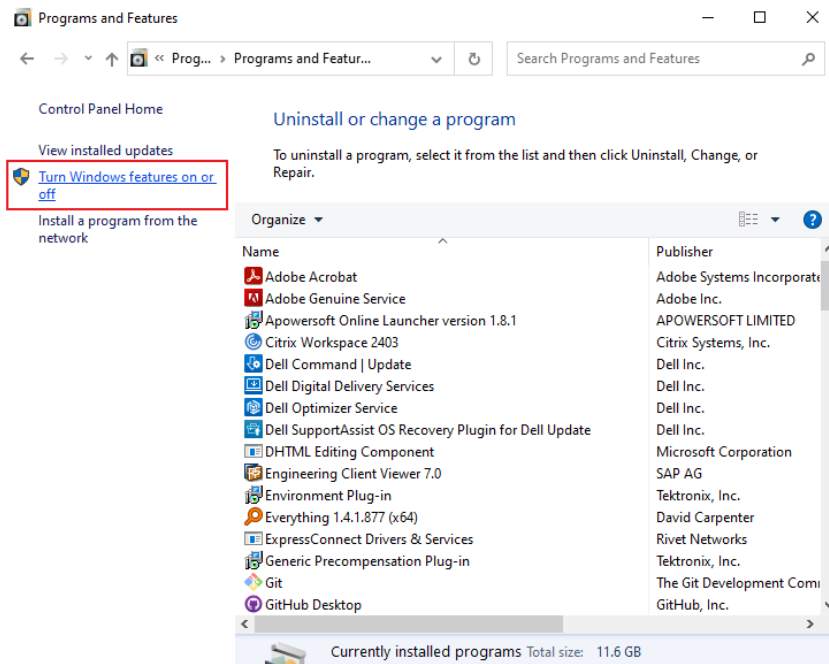 Programs and Features
« Prog... › Programs and Featur...
Search Programs and Features
Control Panel Home
View installed updates
Turn Windows features on or
off
Install a program from the
network
Uninstall or change a program
To uninstall a program, select it from the list and then click Uninstall, Change, or
Repair.
Organize
Name Publisher
Adobe Acrobat Adobe Systems Incorporate
Adobe Genuine Service Adobe Inc.
Apowersoft Online Launcher version 1.8.1 APOWERSOFT LIMITED
Citrix Workspace 2403 Citrix Systems, Inc.
Dell Command | Update Dell Inc.
Dell Digital Delivery Services Dell Inc.
Dell Optimizer Service Dell Inc.
Dell SupportAssist OS Recovery Plugin for Dell Update Dell Inc.
DHTML Editing Component Microsoft Corporation
Engineering Client Viewer 7.0 SAP AG
Environment Plug-in Tektronix, Inc.
Everything 1.4.1.877 (x64) David Carpenter
ExpressConnect Drivers & Services Rivet Networks
Generic Precompensation Plug-in Tektronix, Inc.
Git The Git Development Com
GitHub Desktop GitHub, Inc.
Currently installed programs Total size: 11.6 GB